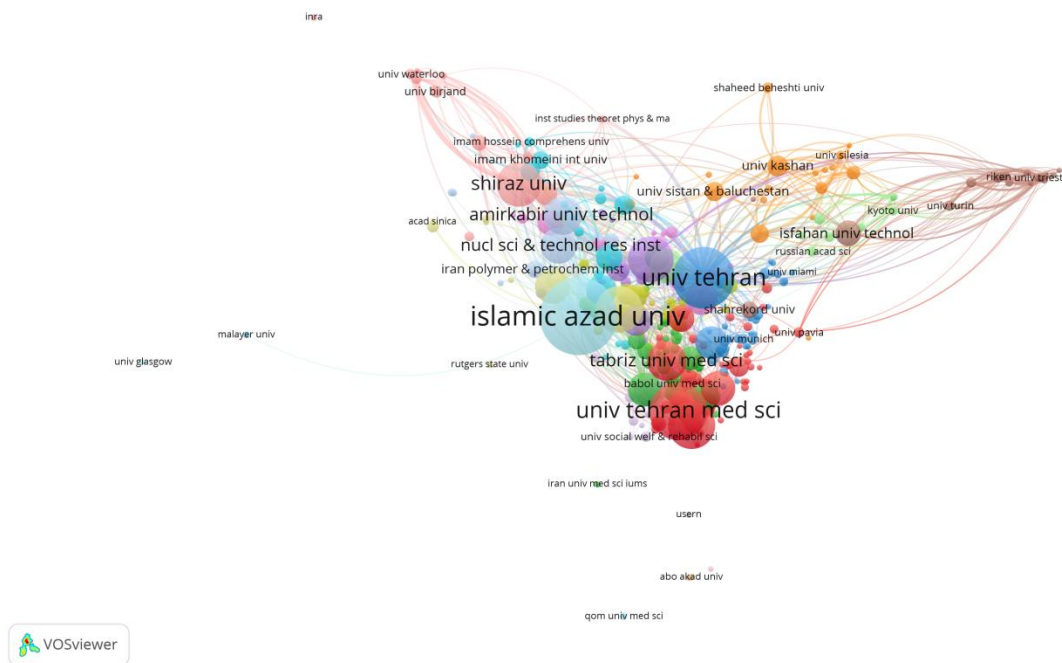 inra
univ waterloo
univ birjand
shaheed beheshti univ
inst studies theoret phys & ma
imam hossein comprehens univ
imam khomeini int univ
univ silesia
univ kashan
shiraz univ
univ sistan & baluchestan
riken
univ triest
univ turin
kyoto univ
acad sinica
amirkabir univ technol
isfahan univ technol
nucl sci & technol res inst
russian acad sci
iran polymer & petrochem inst
univ tehran
univ miami
islamic azad univ
shahrekord univ
malayer univ
univ pavia
univ munich
univ glasgow
rutgers state univ
tabriz univ med sci
babol univ med sci
univ tehran med sci
univ social welf & rehabil sci
iran univ med sci iums
usern
abo akad univ
qom univ med sci
VOSviewer